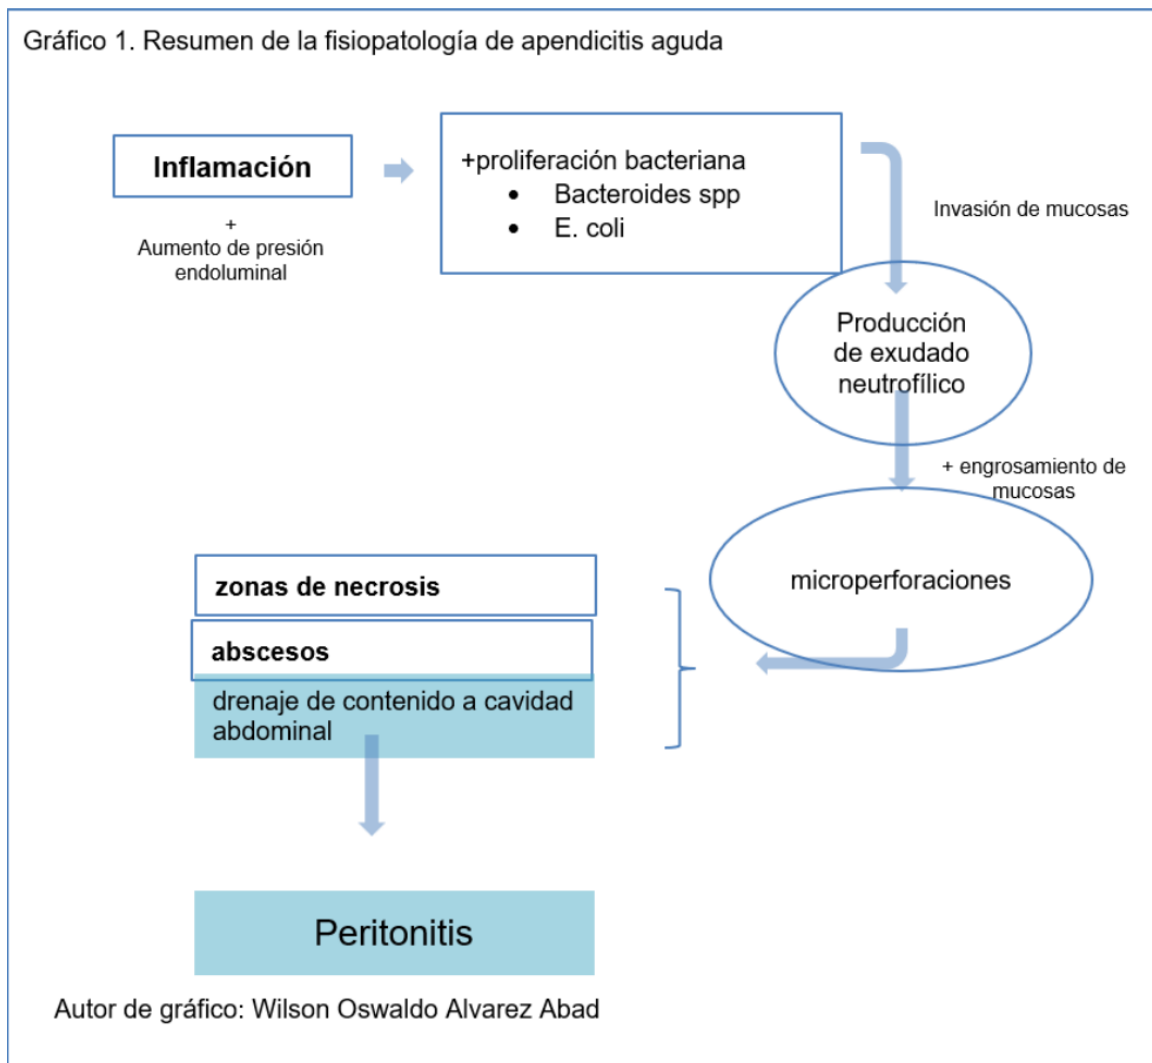 Gráfico 1. Resumen de la fisiopatología de apendicitis aguda
Inflamación
+
Aumento de presión
endoluminal
+proliferación bacteriana
• Bacteroides spp
• E. coli
Invasión de mucosas
Producción
de exudado
neutrofílico
+ engrosamiento de
mucosas
microperforaciones
zonas de necrosis
abscesos
drenaje de contenido a cavidad
abdominal
Peritonitis
Autor de gráfico: Wilson Oswaldo Alvarez Abad